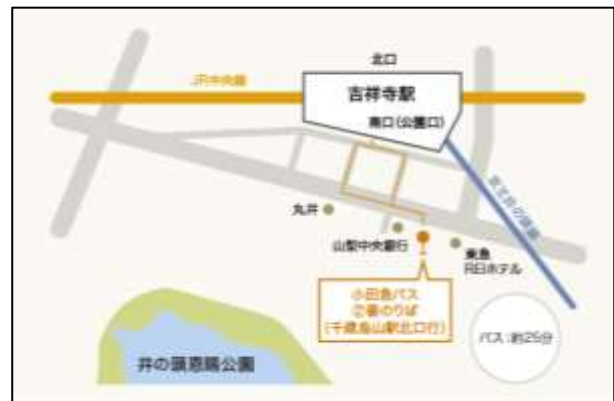 北口
JR中央線
吉祥寺駅
南口(公園口)
京王井の頭線
丸井
山梨中央銀行
東急
REIホテル
小田急バス
②番のりば
(千歳烏山駅北口行)
バス:約25分
井の頭恩賜公園